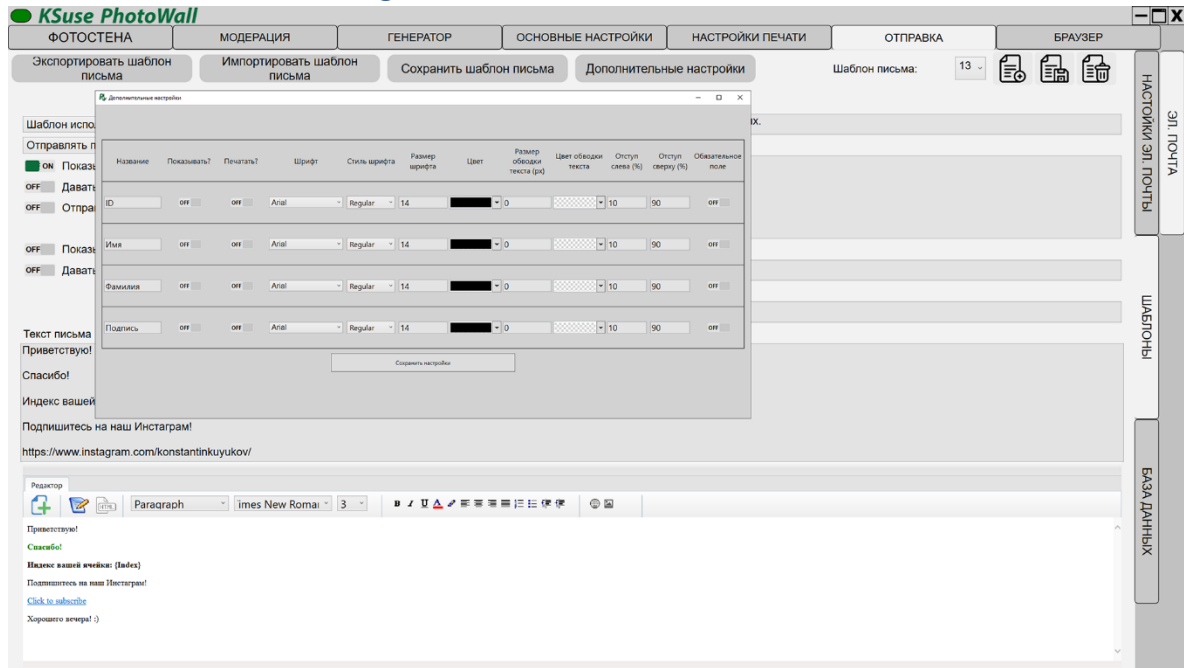 KSuse PhotoWall
ФОТОСТЕНА МОДЕРАЦИЯ ГЕНЕРАТОР ОСНОВНЫЕ НАСТРОЙКИ НАСТРОЙКИ ПЕЧАТИ ОТПРАВКА БРАУЗЕР
Экспортировать шаблон письма Импортировать шаблон письма Сохранить шаблон письма Дополнительные настройки Шаблон письма: 13
НАСТОЙКИ ЭЛ. ПОЧТЫ
ЭЛ. ПОЧТА
ШАБЛОНЫ
БАЗА ДАННЫХ
Дополнительные настройки
Шаблон испо
их.
Отправлять п
ON Показь
OFF Давать
OFF Отпра
OFF Показь
OFF Давать
Название Показывать? Печатать? Шрифт Стиль шрифта Размер шрифта Цвет Размер обводки текста (px) Цвет обводки текста Отступ слева (%) Отступ сверху (%) Обязательное поле
ID OFF OFF Arial Regular 14 0 10 90 OFF
Имя OFF OFF Arial Regular 14 0 10 90 OFF
Фамилия OFF OFF Arial Regular 14 0 10 90 OFF
Подпись OFF OFF Arial Regular 14 0 10 90 OFF
Сохранить настройки
Текст письма
Приветствую!
Спасибо!
Индекс вашей
Подпишитесь на наш Инстаграм!
https://www.instagram.com/konstantinkuyukov/
Редактор
HTML Paragraph imes New Romai 3 B I U A
Приветствую!
Спасибо!
Индекс вашей ячейки: {Index}
Подпишитесь на наш Инстаграм!
Click to subscribe
Хорошего вечера! :)